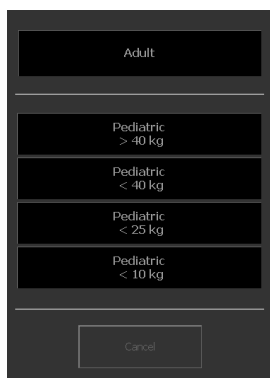 Adult
Pediatric
> 40 kg
Pediatric
< 40 kg
Pediatric
< 25 kg
Pediatric
< 10 kg
Cancel